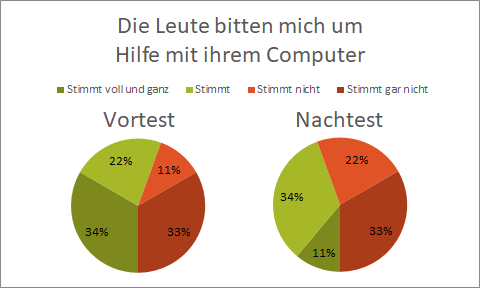 Die Leute bitten mich um
Hilfe mit ihrem Computer
Stimmt voll und ganz Stimmt Stimmt nicht Stimmt gar nicht
Vortest Nachtest
22% 11%
34% 33%
22%
34%
33%
11%